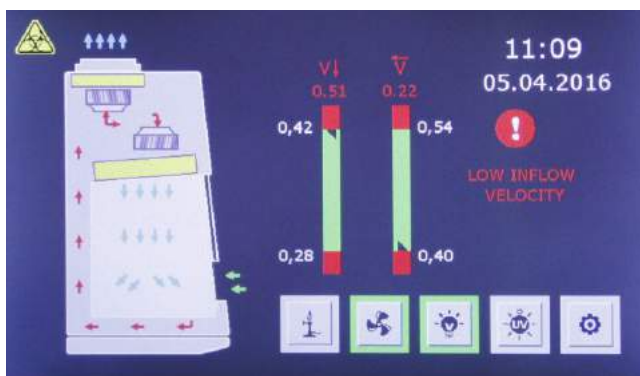 11:09
05.04.2016
V↓ V
0.51 0.22
0,42 0,54
LOW INFLOW
VELOCITY
0,28 0,40
UV